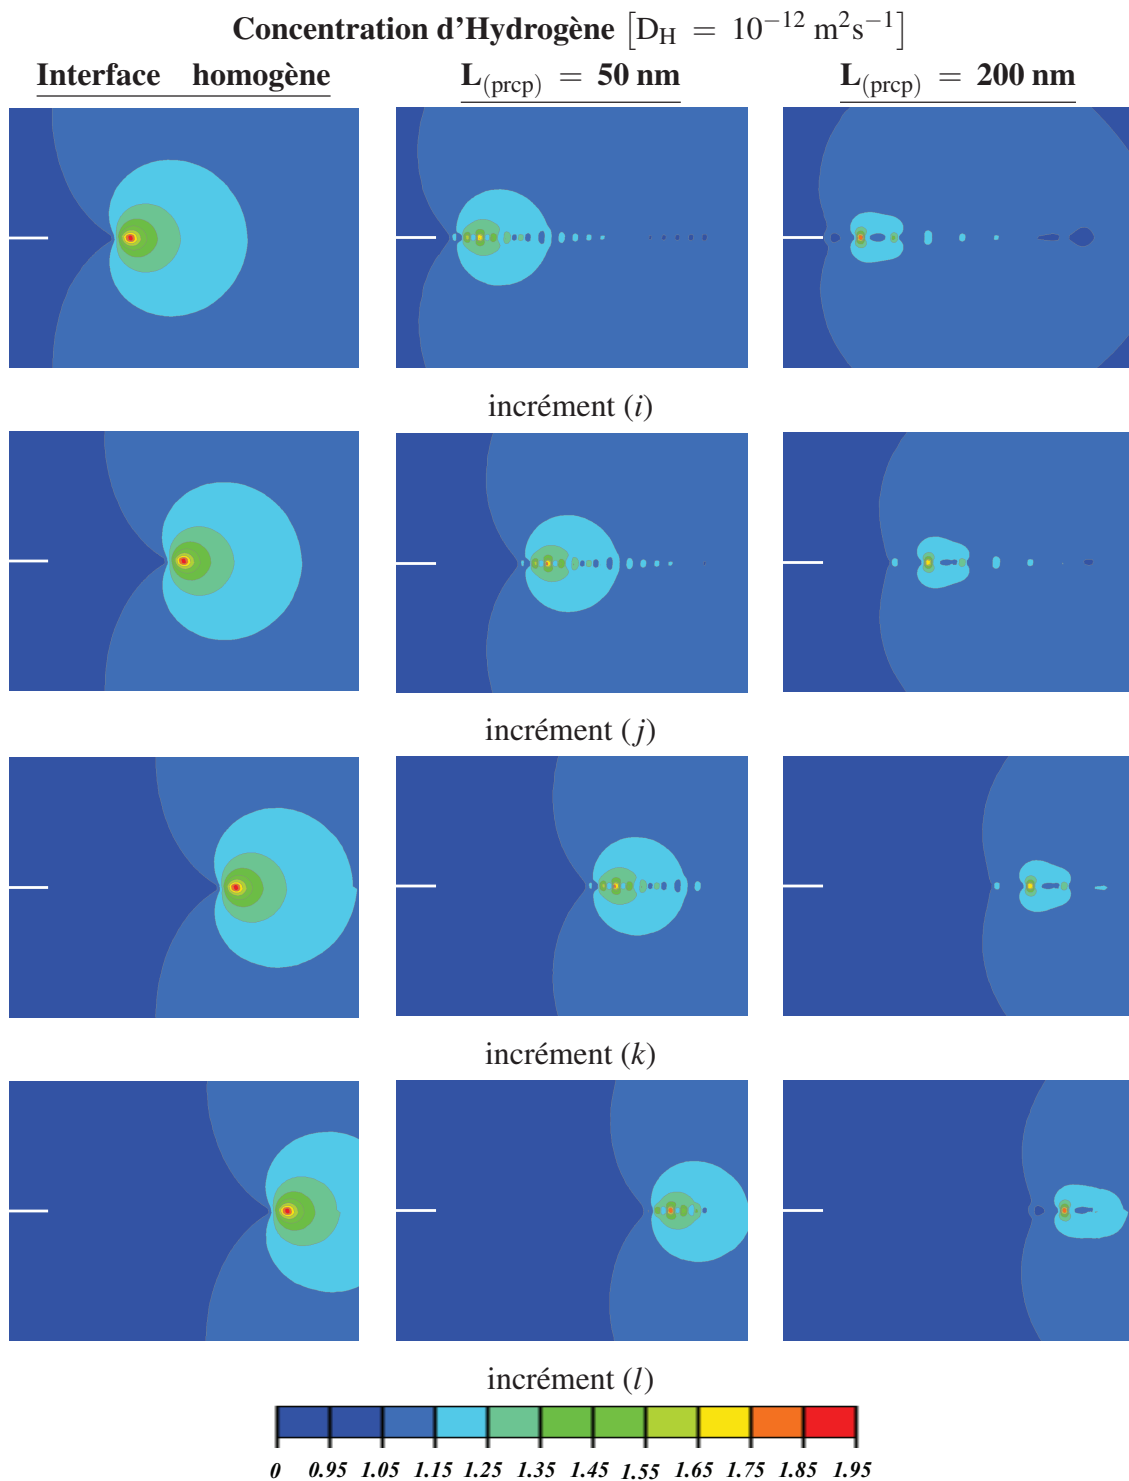 Concentration d'Hydrogène [D_H = 10^−12 m^2s^−1]
Interface homogène L_(prcp) = 50 nm L_(prcp) = 200 nm
incrément (i)
incrément (j)
incrément (k)
incrément (l)
0 0.95 1.05 1.15 1.25 1.35 1.45 1.55 1.65 1.75 1.85 1.95